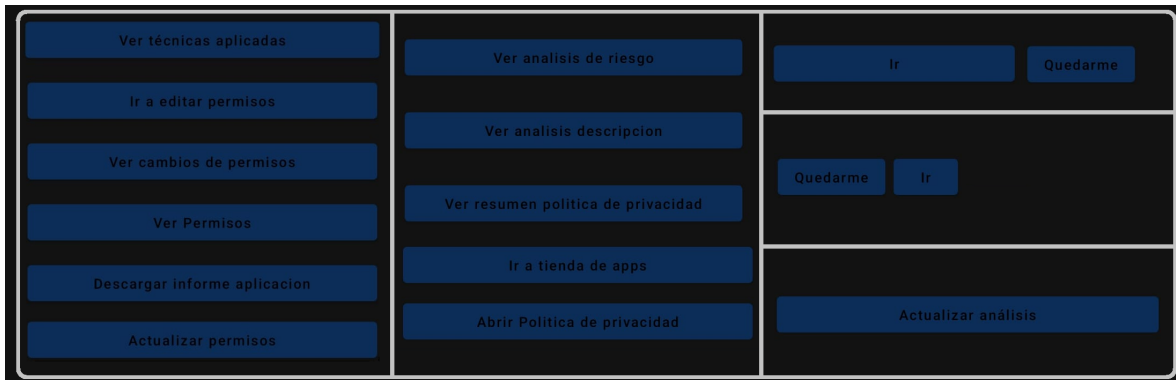 Ver técnicas aplicadas
Ir a editar permisos
Ver cambios de permisos
Ver Permisos
Descargar informe aplicacion
Actualizar permisos
Ver analisis de riesgo
Ver analisis descripcion
Ver resumen politica de privacidad
Ir a tienda de apps
Abrir Politica de privacidad
Ir Quedarme
Quedarme Ir
Actualizar análisis